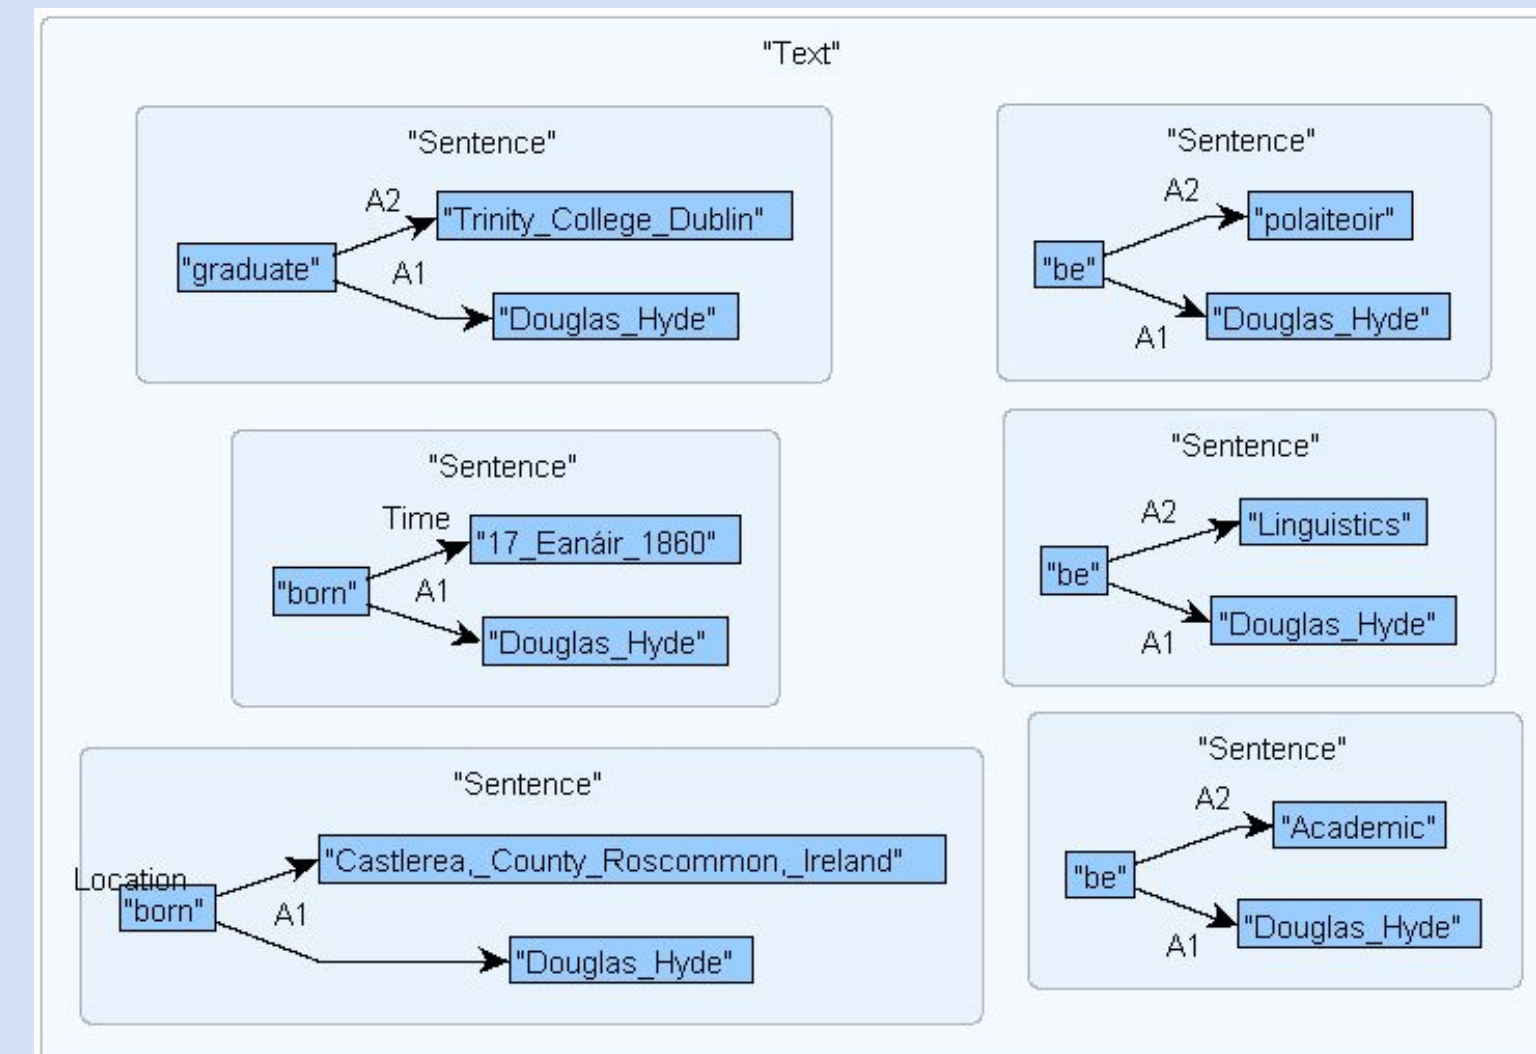 "Text"
"Sentence"
A2
"Trinity_College_Dublin"
"graduate"
A1
"Douglas_Hyde"
"Sentence"
Time
"17_Eanáir_1860"
"born"
A1
"Douglas_Hyde"
"Sentence"
"Castlerea,_County_Roscommon,_Ireland"
Location
"born"
A1
"Douglas_Hyde"
"Sentence"
A2
"polaiteoir"
"be"
"Douglas_Hyde"
A1
"Sentence"
A2
"Linguistics"
"be"
"Douglas_Hyde"
A1
"Sentence"
A2
"Academic"
"be"
"Douglas_Hyde"
A1